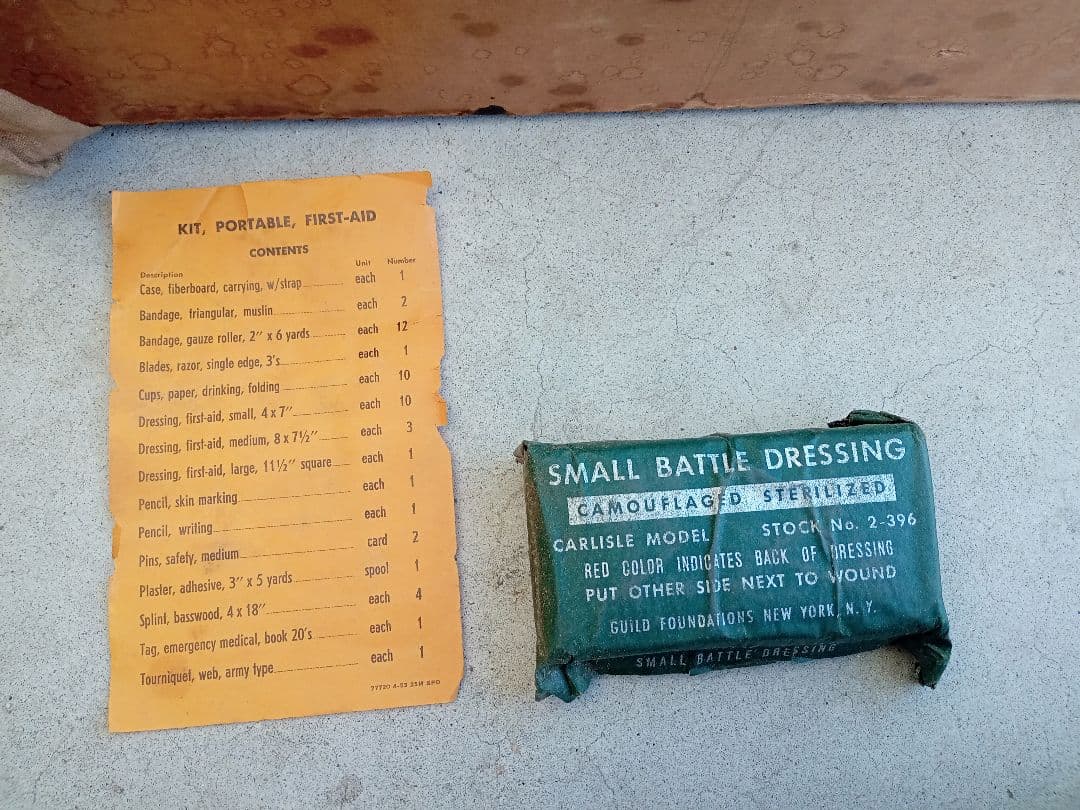 KIT, PORTABLE, FIRST-AID
CONTENTS
Description Unit Number
Case, fiberboard, carrying, w/strap each 1
Bandage, triangular, muslin each 2
Bandage, gauze roller, 2" x 6 yards each 12
Blades, razor, single edge, 3's each 1
Cups, paper, drinking, folding each 10
Dressing, first-aid, small, 4 x 7" each 10
Dressing, first-aid, medium, 8 x 7½" each 3
Dressing, first-aid, large, 11½" square each 1
Pencil, skin marking each 1
Pencil, writing each 1
Pins, safety, medium card 2
Plaster, adhesive, 3" x 5 yards spool 1
Splint, basswood, 4 x 18" each 4
Tag, emergency medical, book 20's each 1
Tourniquet, web, army type each 1
77720 4-53 25M SPO
SMALL BATTLE DRESSING
CAMOUFLAGED STERILIZED
CARLISLE MODEL STOCK No. 2-396
RED COLOR INDICATES BACK OF DRESSING
PUT OTHER SIDE NEXT TO WOUND
GUILD FOUNDATIONS NEW YORK, N. Y.
SMALL BATTLE DRESSING